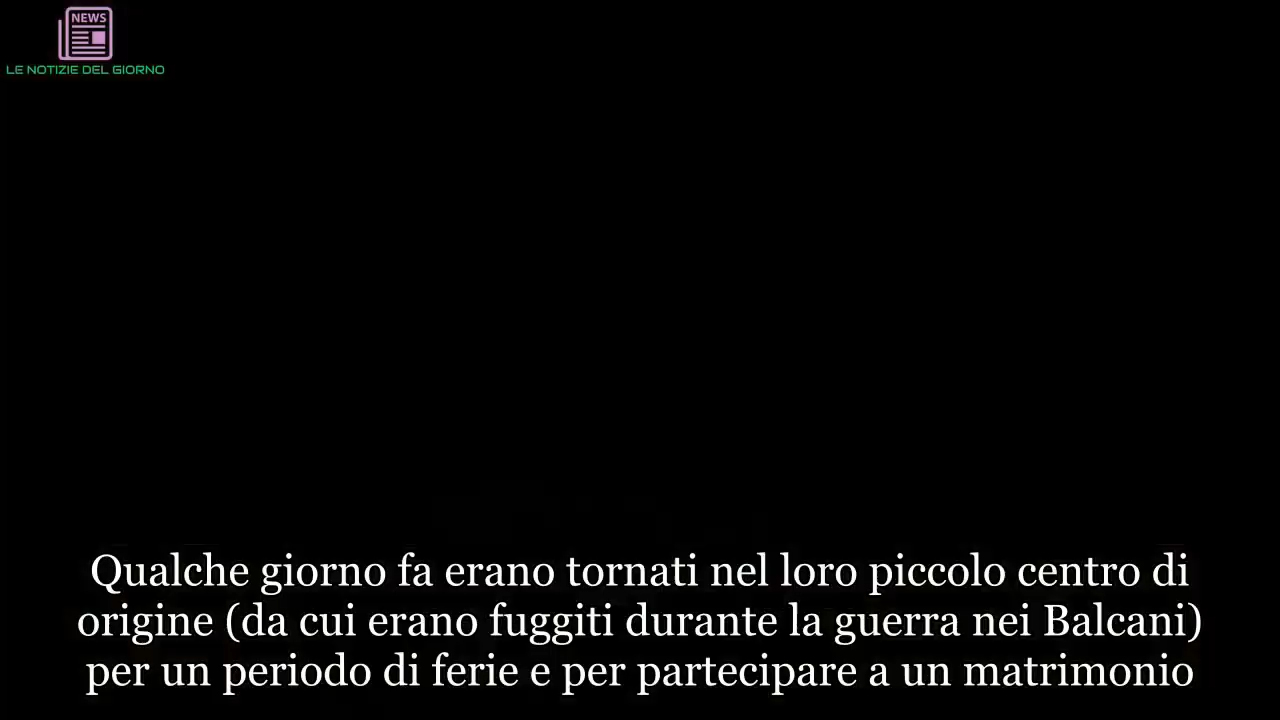 NEWS
LE NOTIZIE DEL GIORNO
Qualche giorno fa erano tornati nel loro piccolo centro di
origine (da cui erano fuggiti durante la guerra nei Balcani)
per un periodo di ferie e per partecipare a un matrimonio